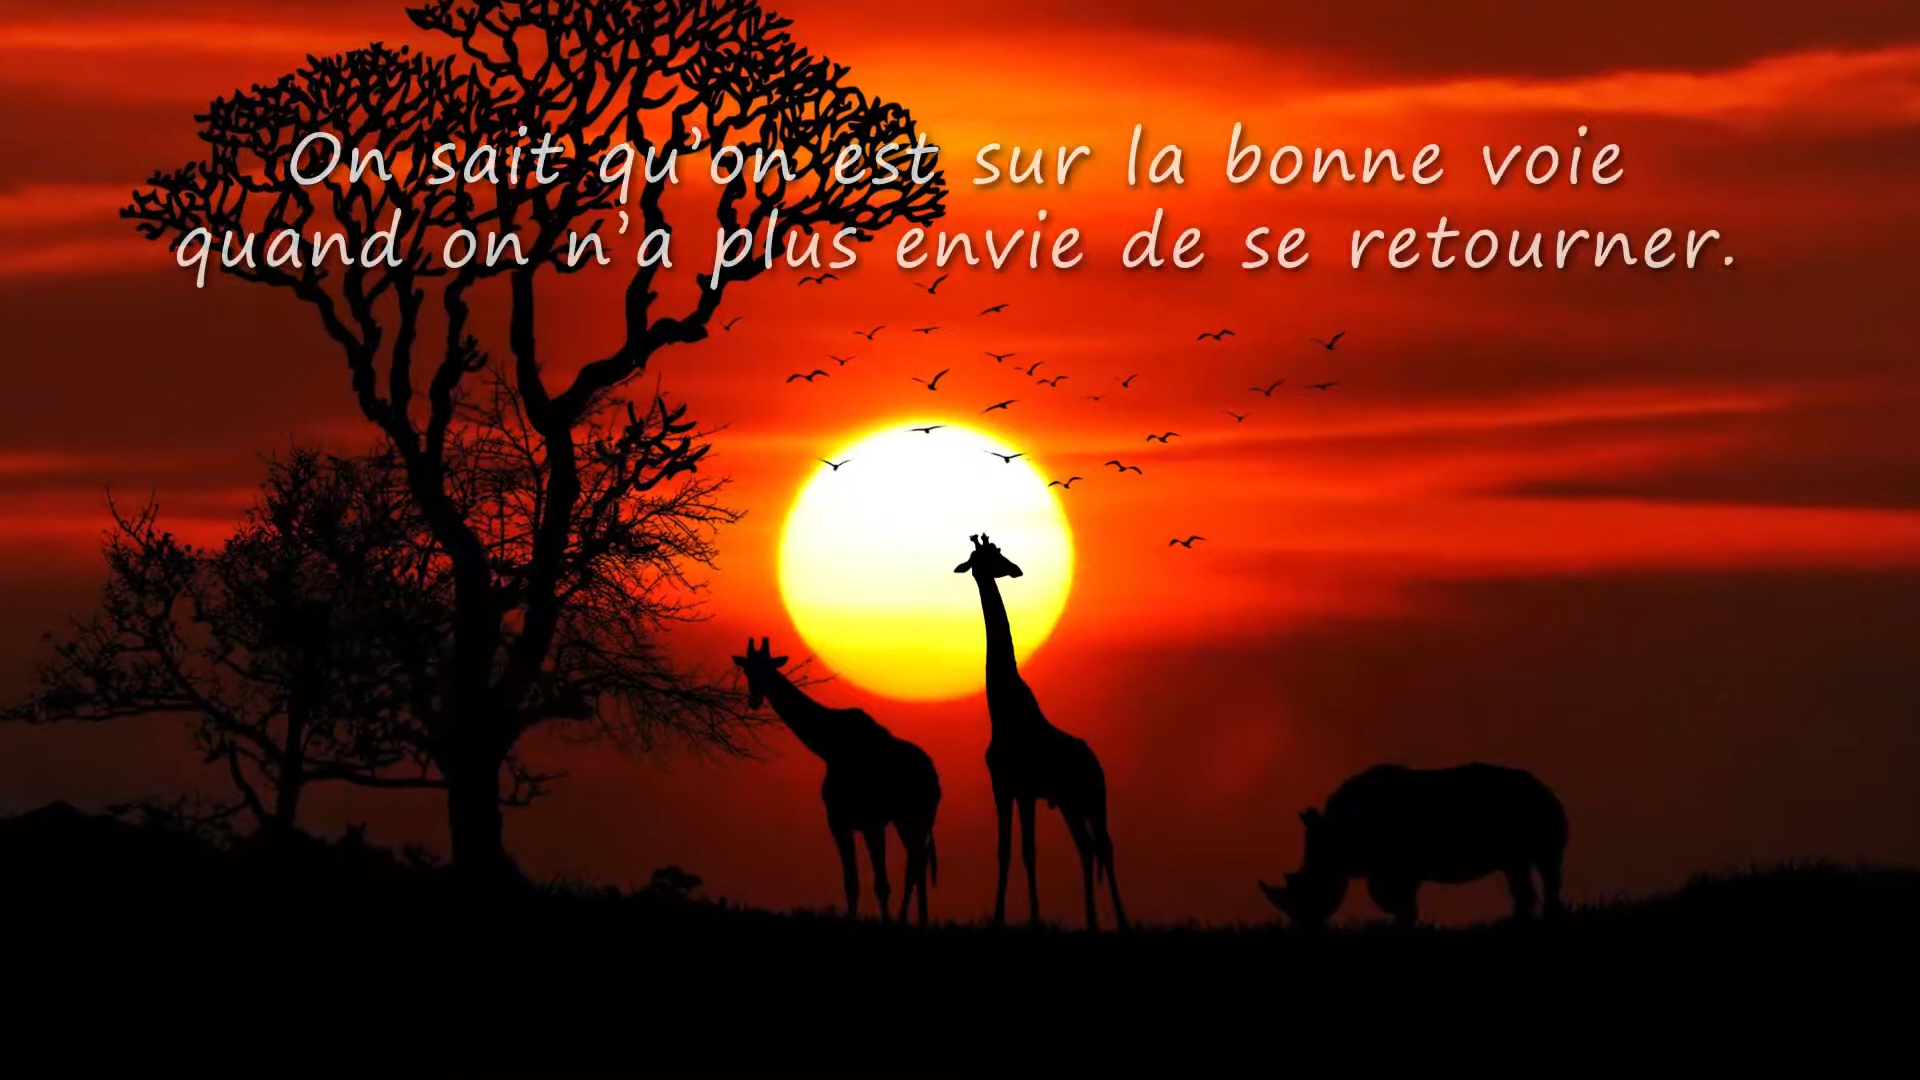 On sait qu’on est sur la bonne voie
quand on n’a plus envie de se retourner.